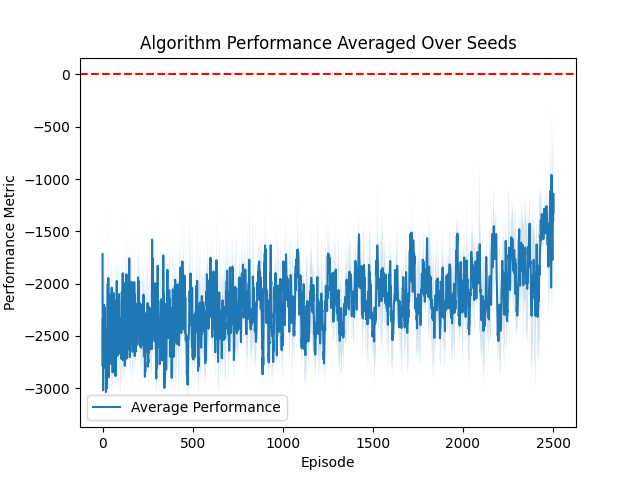 Algorithm Performance Averaged Over Seeds
Performance Metric
0
−500
−1000
−1500
−2000
−2500
−3000
Average Performance
0 500 1000 1500 2000 2500
Episode